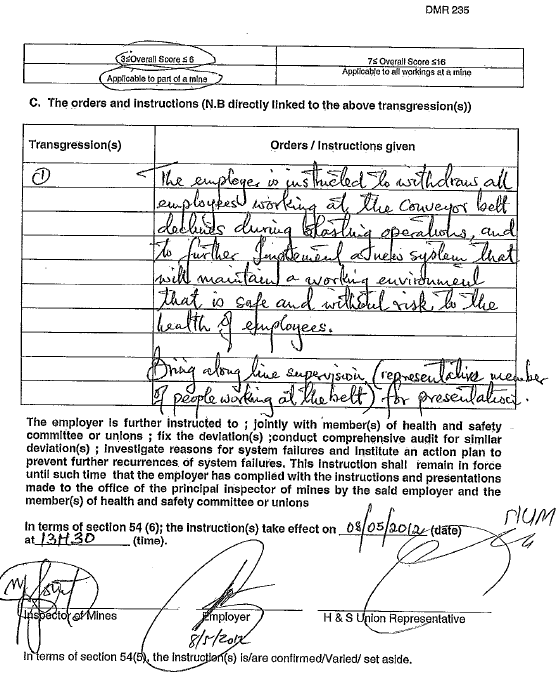 DMR 235
3≤Overall Score ≤ 6
7≤ Overall Score ≤16
Applicable to part of a mine
Applicable to all workings at a mine
C. The orders and instructions (N.B directly linked to the above transgression(s))
Transgression(s)
Orders / Instructions given
①
The employer is instructed to withdraw all
employees working at the Conveyor belt
declines during blasting operations, and
to further implement a new system that
will maintain a working environment
that is safe and without risk to the
health of employees.
Bring along line supervision (representative member
of people working at the belt) for presentation.
The employer is further instructed to ; jointly with member(s) of health and safety
committee or unions ; fix the deviation(s) ;conduct comprehensive audit for similar
deviation(s) ; investigate reasons for system failures and institute an action plan to
prevent further recurrences of system failures. This instruction shall remain in force
until such time that the employer has complied with the instructions and presentations
made to the office of the principal inspector of mines by the said employer and the
member(s) of health and safety committee or unions
NUM
In terms of section 54 (6); the instruction(s) take effect on 08/05/2012 (date)
at 13H30 (time).
Inspector of Mines
Employer
H & S Union Representative
8/5/2012
In terms of section 54(5), the instruction(s) is/are confirmed/Varied/ set aside.